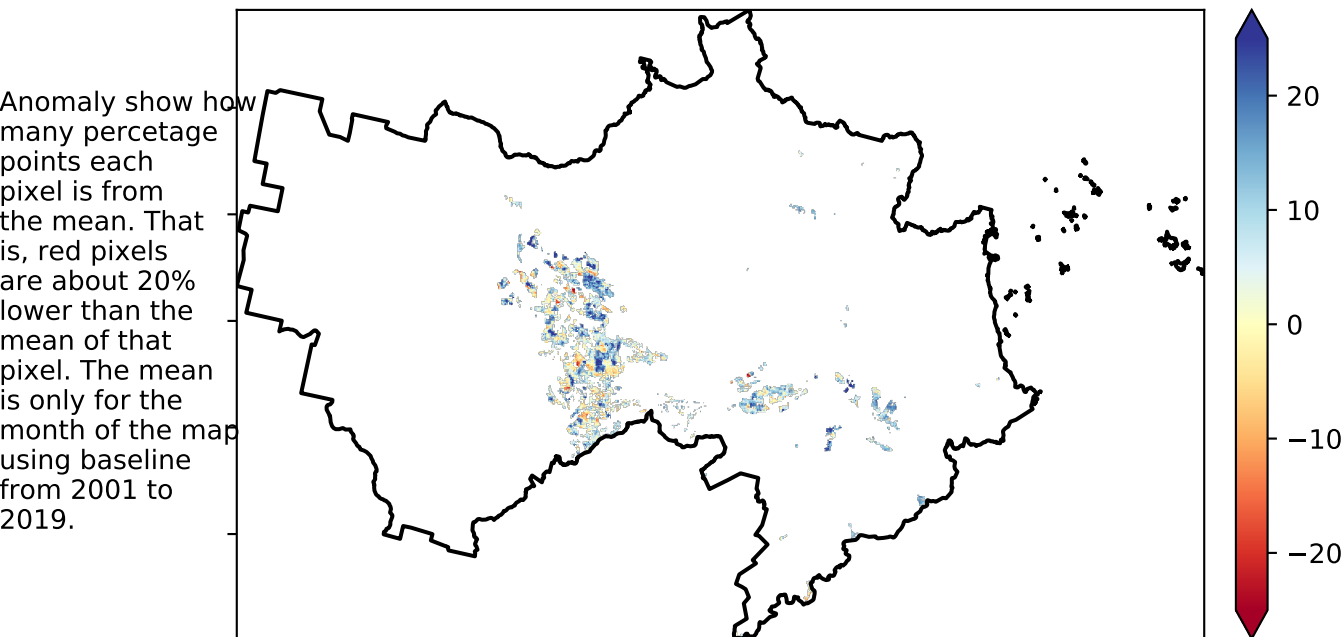 Anomaly show how
many percetage
points each
pixel is from
the mean. That
is, red pixels
are about 20%
lower than the
mean of that
pixel. The mean
is only for the
month of the map
using baseline
from 2001 to
2019.
20
10
0
−10
−20